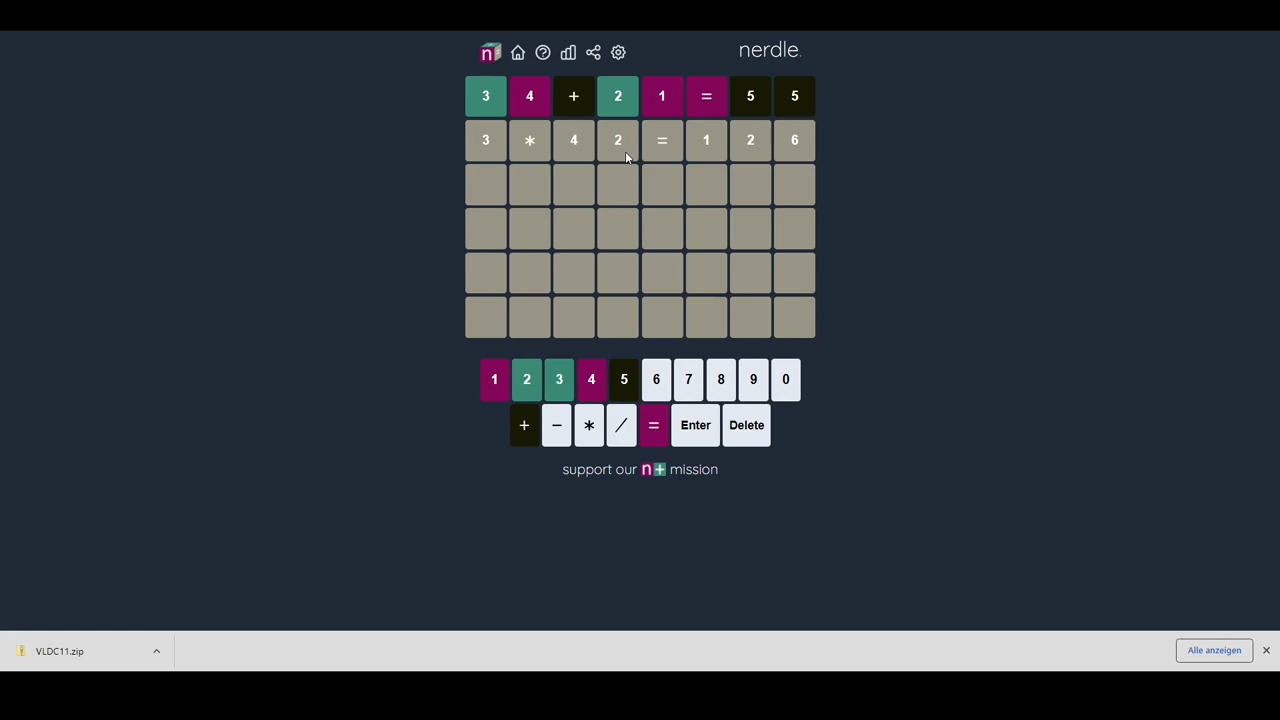 n nerdle.
3 4 + 2 1 = 5 5
3 * 4 2 = 1 2 6
1 2 3 4 5 6 7 8 9 0
+ - * / = Enter Delete
support our n+ mission
VLDC11.zip Alle anzeigen